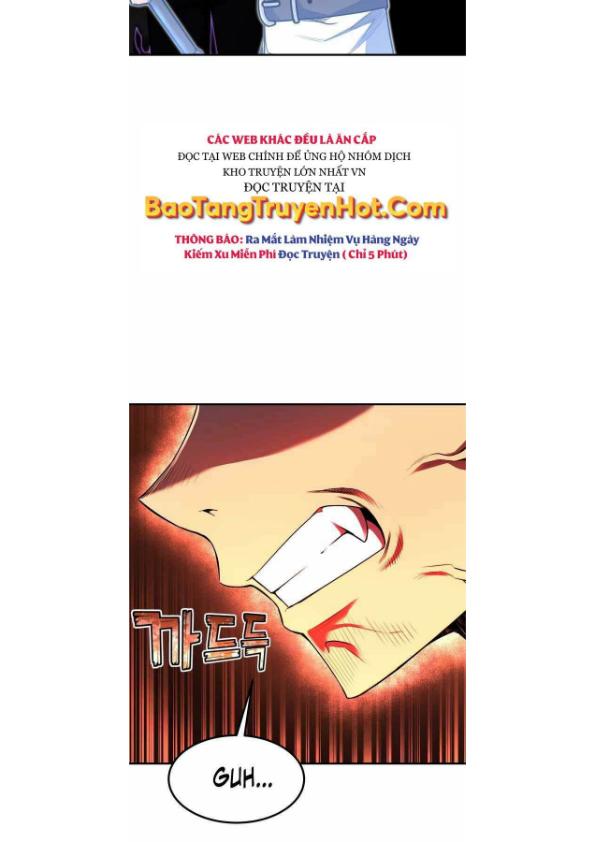 CÁC WEB KHÁC ĐỀU LÀ ĂN CẮP
ĐỌC TẠI WEB CHÍNH ĐỂ ỦNG HỘ NHÓM DỊCH
KHO TRUYỆN LỚN NHẤT VN
ĐỌC TRUYỆN TẠI
BaoTangTruyenHot.Com
THÔNG BÁO: Ra Mắt Làm Nhiệm Vụ Hàng Ngày
Kiếm Xu Miễn Phí Đọc Truyện ( Chỉ 5 Phút)
까드득
GUH...